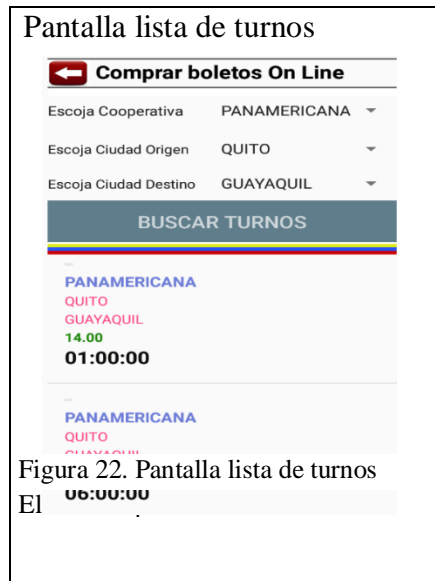 Pantalla lista de turnos
Comprar boletos On Line
Escoja Cooperativa PANAMERICANA
Escoja Ciudad Origen QUITO
Escoja Ciudad Destino GUAYAQUIL
BUSCAR TURNOS
PANAMERICANA
QUITO
GUAYAQUIL
14.00
01:00:00
PANAMERICANA
QUITO
GUAYAQUIL
Figura 22. Pantalla lista de turnos
06:00:00
El